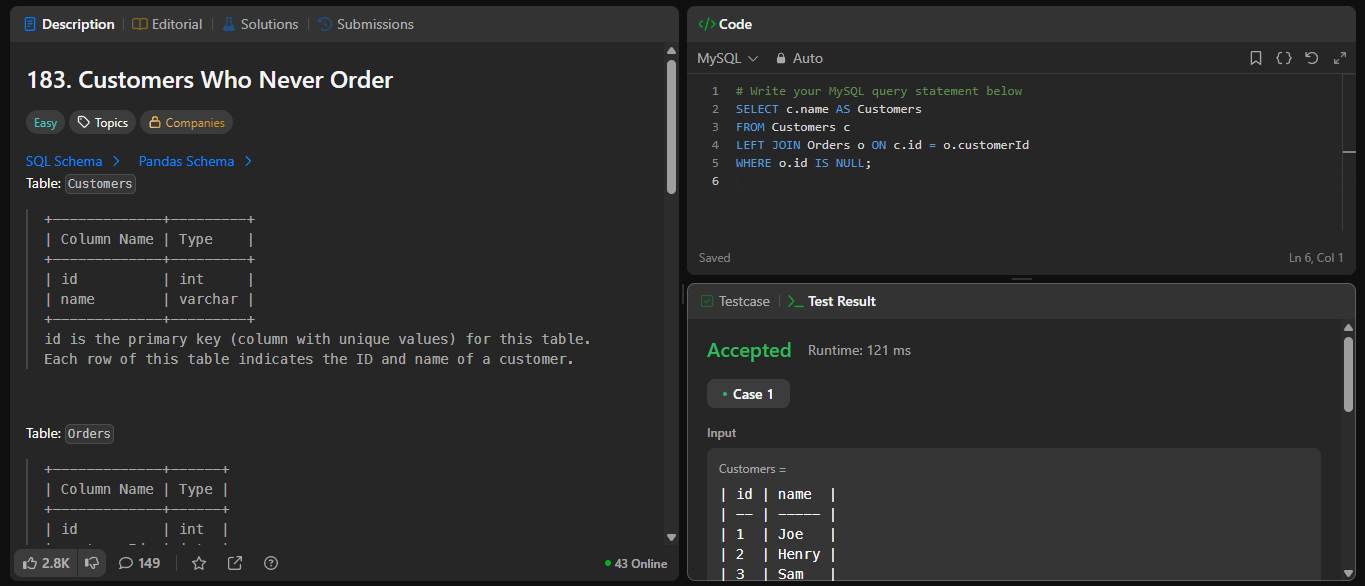 Description | Editorial | Solutions | Submissions
183. Customers Who Never Order
Easy Topics Companies
SQL Schema > Pandas Schema >
Table: Customers
+-------------+---------+
| Column Name | Type    |
+-------------+---------+
| id          | int     |
| name        | varchar |
+-------------+---------+
id is the primary key (column with unique values) for this table.
Each row of this table indicates the ID and name of a customer.
Table: Orders
+-------------+------+
| Column Name | Type |
+-------------+------+
| id          | int  |
2.8K 149 43 Online
</> Code
MySQL Auto
1 # Write your MySQL query statement below
2 SELECT c.name AS Customers
3 FROM Customers c
4 LEFT JOIN Orders o ON c.id = o.customerId
5 WHERE o.id IS NULL;
6
Saved Ln 6, Col 1
Testcase | >_ Test Result
Accepted Runtime: 121 ms
• Case 1
Input
Customers =
| id | name  |
| -- | ----- |
| 1  | Joe   |
| 2  | Henry |
| 3  | Sam   |